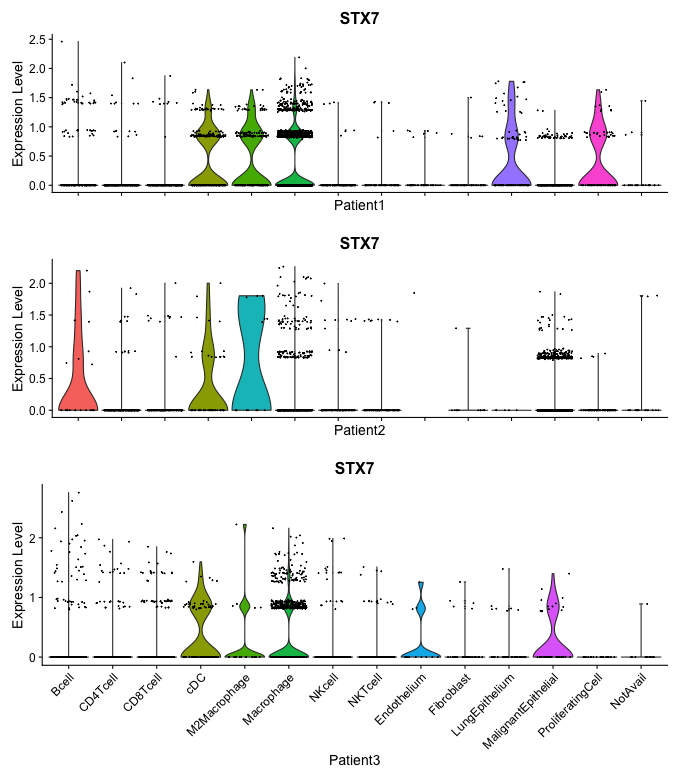 STX7
Expression Level
2.5
2.0
1.5
1.0
0.5
0.0
Patient1
STX7
Expression Level
2.0
1.5
1.0
0.5
0.0
Patient2
STX7
Expression Level
2
1
0
Bcell
CD4Tcell
CD8Tcell
cDC
M2Macrophage
Macrophage
NKcell
NKTcell
Endothelium
Fibroblast
LungEpithelium
MalignantEpithelial
ProliferatingCell
NotAvail
Patient3